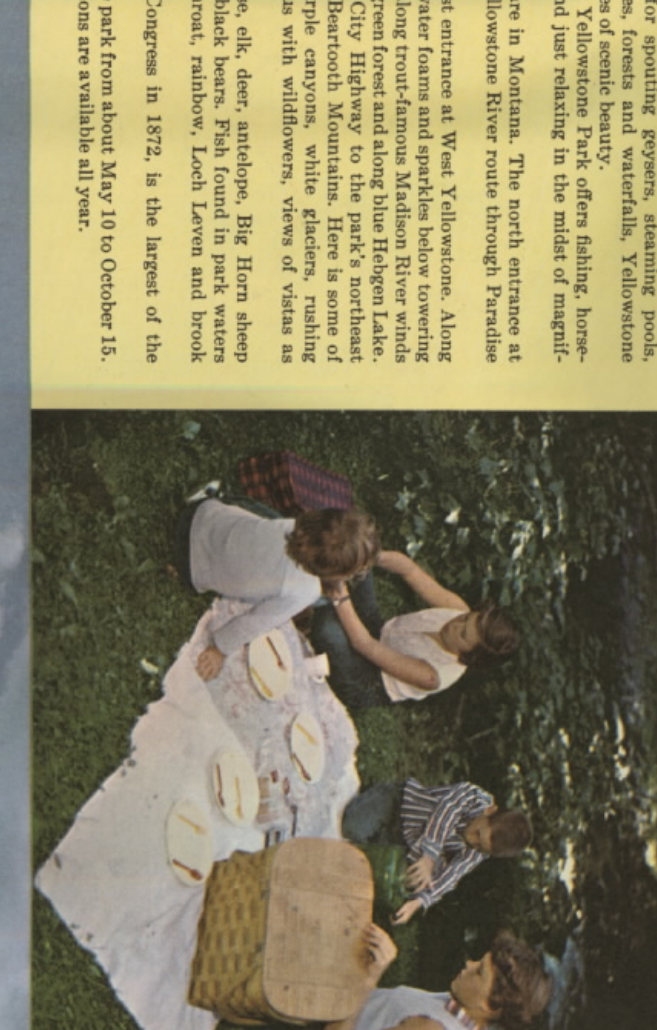 for spouting geysers, steaming pools,
es, forests and waterfalls, Yellowstone
es of scenic beauty.
Yellowstone Park offers fishing, horse-
nd just relaxing in the midst of magnif-
are in Montana. The north entrance at
llowstone River route through Paradise
st entrance at West Yellowstone. Along
water foams and sparkles below towering
long trout-famous Madison River winds
green forest and along blue Hebgen Lake.
City Highway to the park's northeast
Beartooth Mountains. Here is some of
rple canyons, white glaciers, rushing
us with wildflowers, views of vistas as
se, elk, deer, antelope, Big Horn sheep
black bears. Fish found in park waters
roat, rainbow, Loch Leven and brook
Congress in 1872, is the largest of the
park from about May 10 to October 15.
ons are available all year.